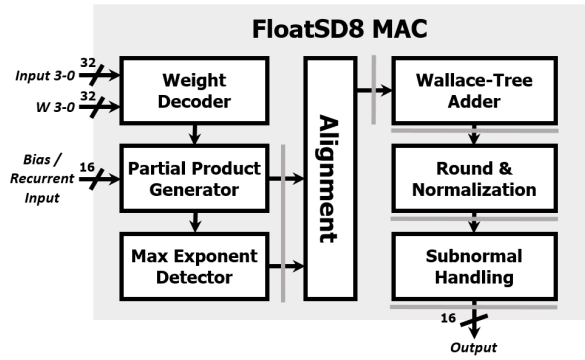 FloatSD8 MAC
Input 3-0
32
W 3-0
32
Weight
Decoder
Bias /
Recurrent
Input
16
Partial Product
Generator
Max Exponent
Detector
Alignment
Wallace-Tree
Adder
Round &
Normalization
Subnormal
Handling
16
Output